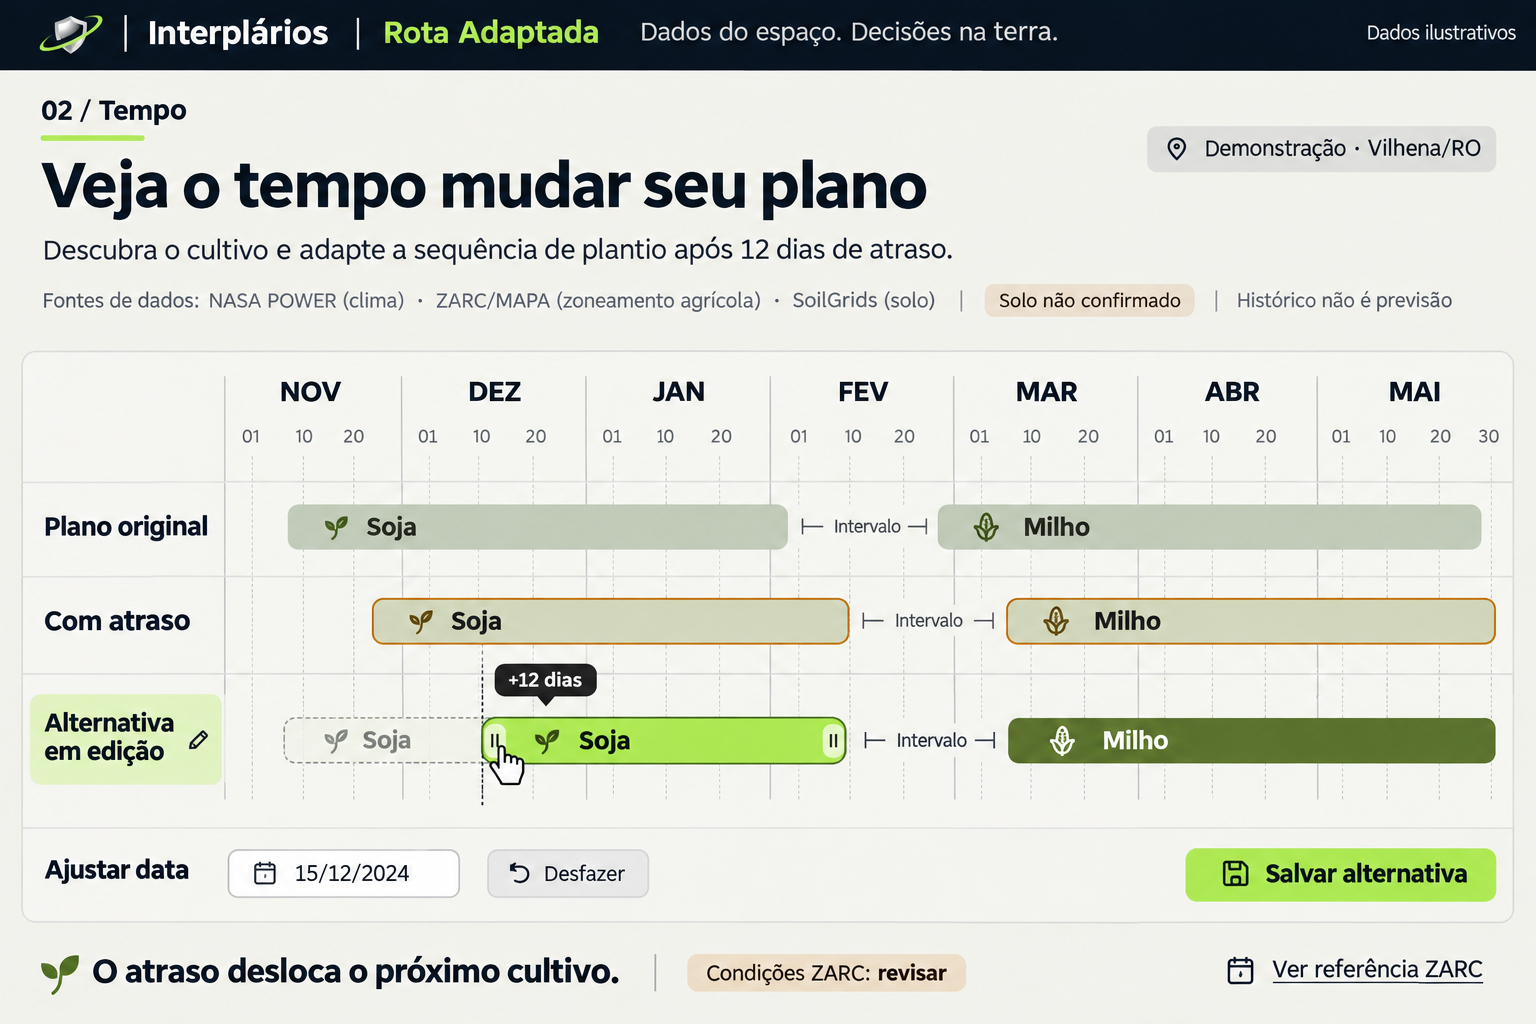 Interplários | Rota Adaptada Dados do espaço. Decisões na terra. Dados ilustrativos
02 / Tempo
Demonstração · Vilhena/RO
Veja o tempo mudar seu plano
Descubra o cultivo e adapte a sequência de plantio após 12 dias de atraso.
Fontes de dados: NASA POWER (clima) · ZARC/MAPA (zoneamento agrícola) · SoilGrids (solo) | Solo não confirmado | Histórico não é previsão
NOV DEZ JAN FEV MAR ABR MAI
01 10 20 01 10 20 01 10 20 01 10 20 01 10 20 01 10 20 01 10 20 30
Plano original Soja Intervalo Milho
Com atraso Soja Intervalo Milho
+12 dias
Alternativa
em edição
Soja Soja Intervalo Milho
Ajustar data 15/12/2024 Desfazer Salvar alternativa
O atraso desloca o próximo cultivo. Condições ZARC: revisar Ver referência ZARC